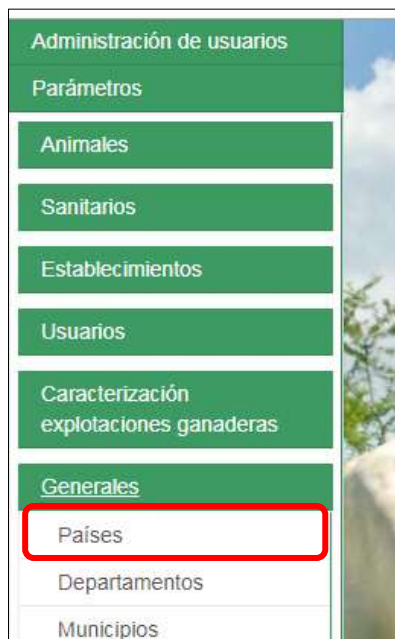 Administración de usuarios
Parámetros
Animales
Sanitarios
Establecimientos
Usuarios
Caracterización
explotaciones ganaderas
Generales
Países
Departamentos
Municipios